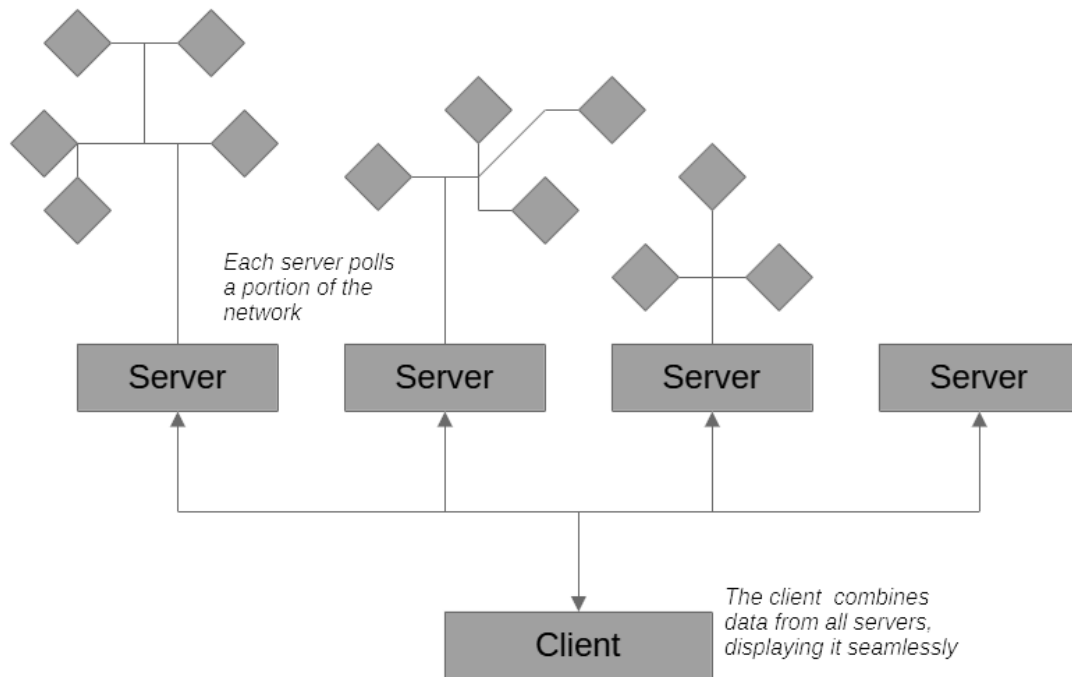 Each server polls
a portion of the
network
Server
Server
Server
Server
The client  combines
data from all servers,
displaying it seamlessly
Client